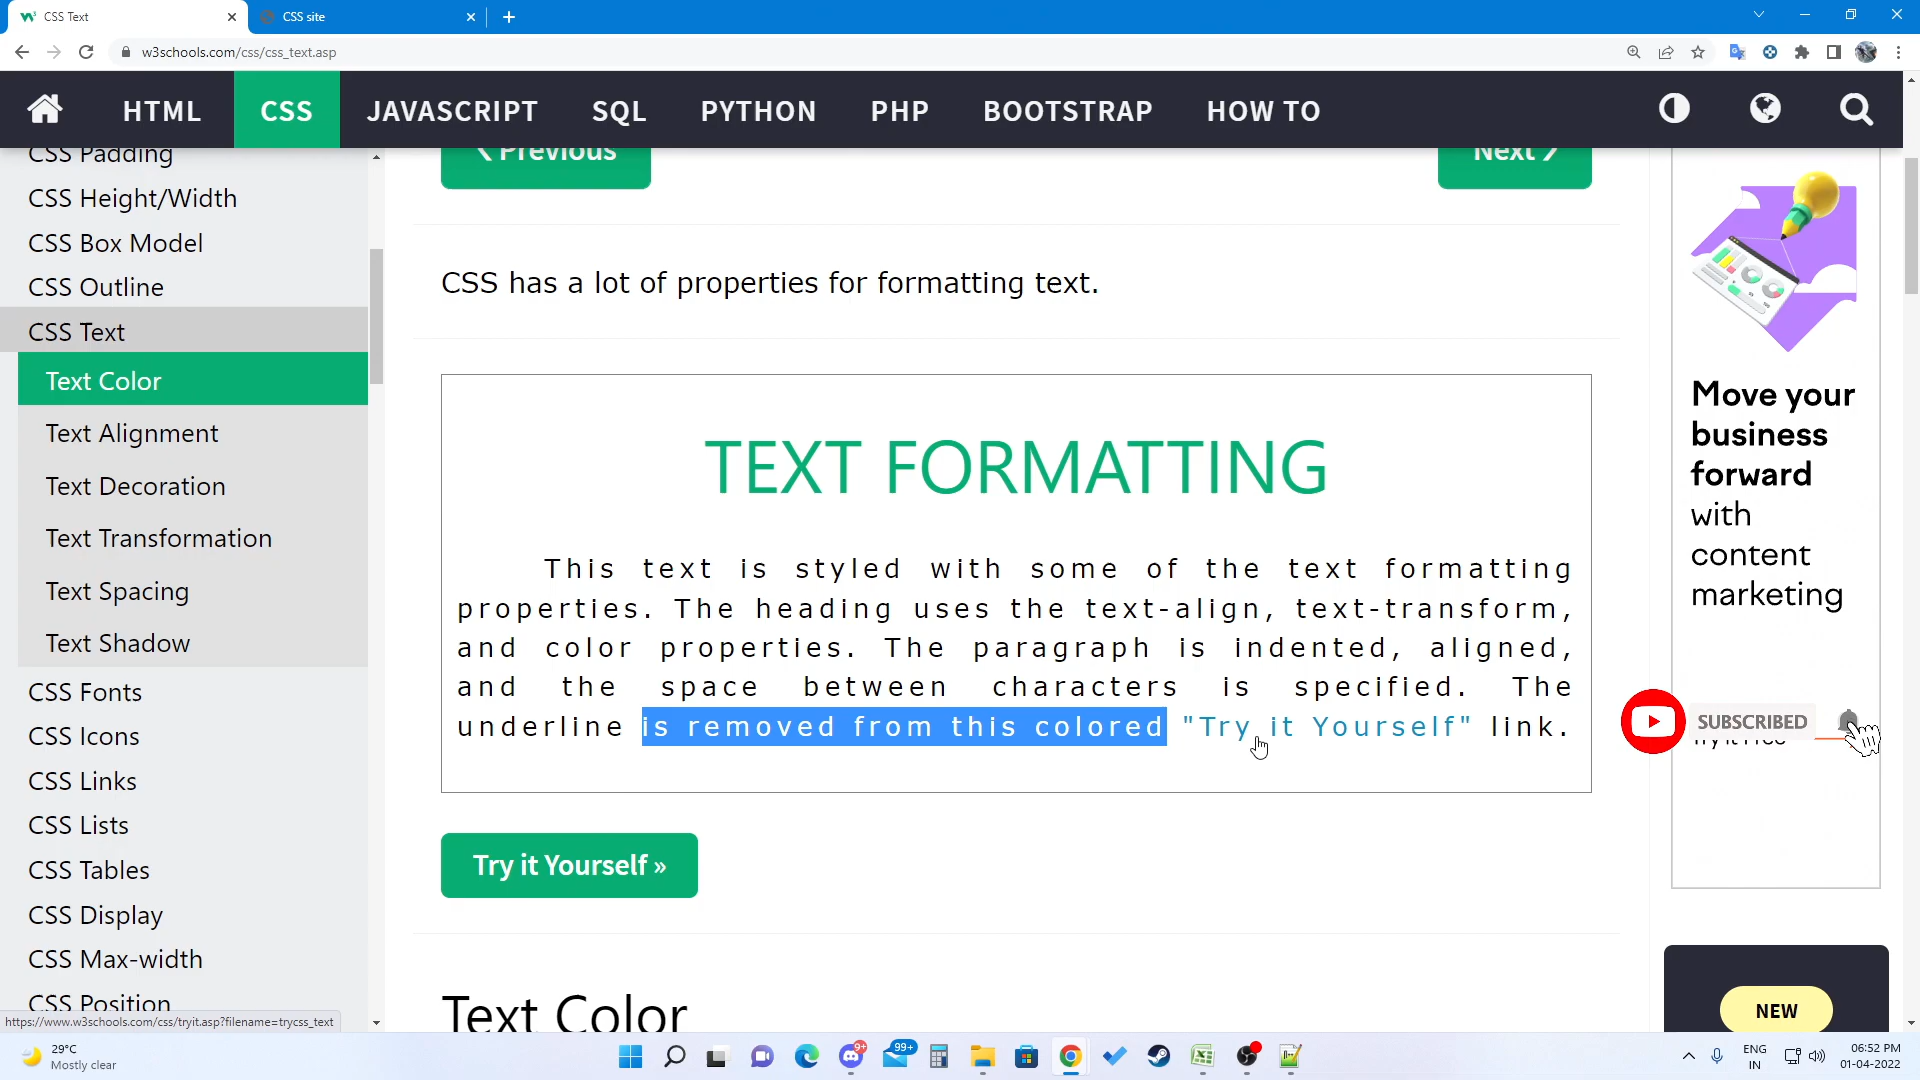 CSS Text
CSS site
w3schools.com/css/css_text.asp
HTML CSS JAVASCRIPT SQL PYTHON PHP BOOTSTRAP HOW TO
CSS Padding
CSS Height/Width
CSS Box Model
CSS Outline
CSS Text
Text Color
Text Alignment
Text Decoration
Text Transformation
Text Spacing
Text Shadow
CSS Fonts
CSS Icons
CSS Links
CSS Lists
CSS Tables
CSS Display
CSS Max-width
CSS Position
https://www.w3schools.com/css/tryit.asp?filename=trycss_text
❮ Previous
Next ❯
CSS has a lot of properties for formatting text.
TEXT FORMATTING
This text is styled with some of the text formatting
properties. The heading uses the text-align, text-transform,
and color properties. The paragraph is indented, aligned,
and the space between characters is specified. The
underline is removed from this colored "Try it Yourself" link.
Try it Yourself »
Text Color
Move your
business
forward
with
content
marketing
SUBSCRIBED
NEW
29°C
Mostly clear
9+
99+
ENG
IN
06:52 PM
01-04-2022